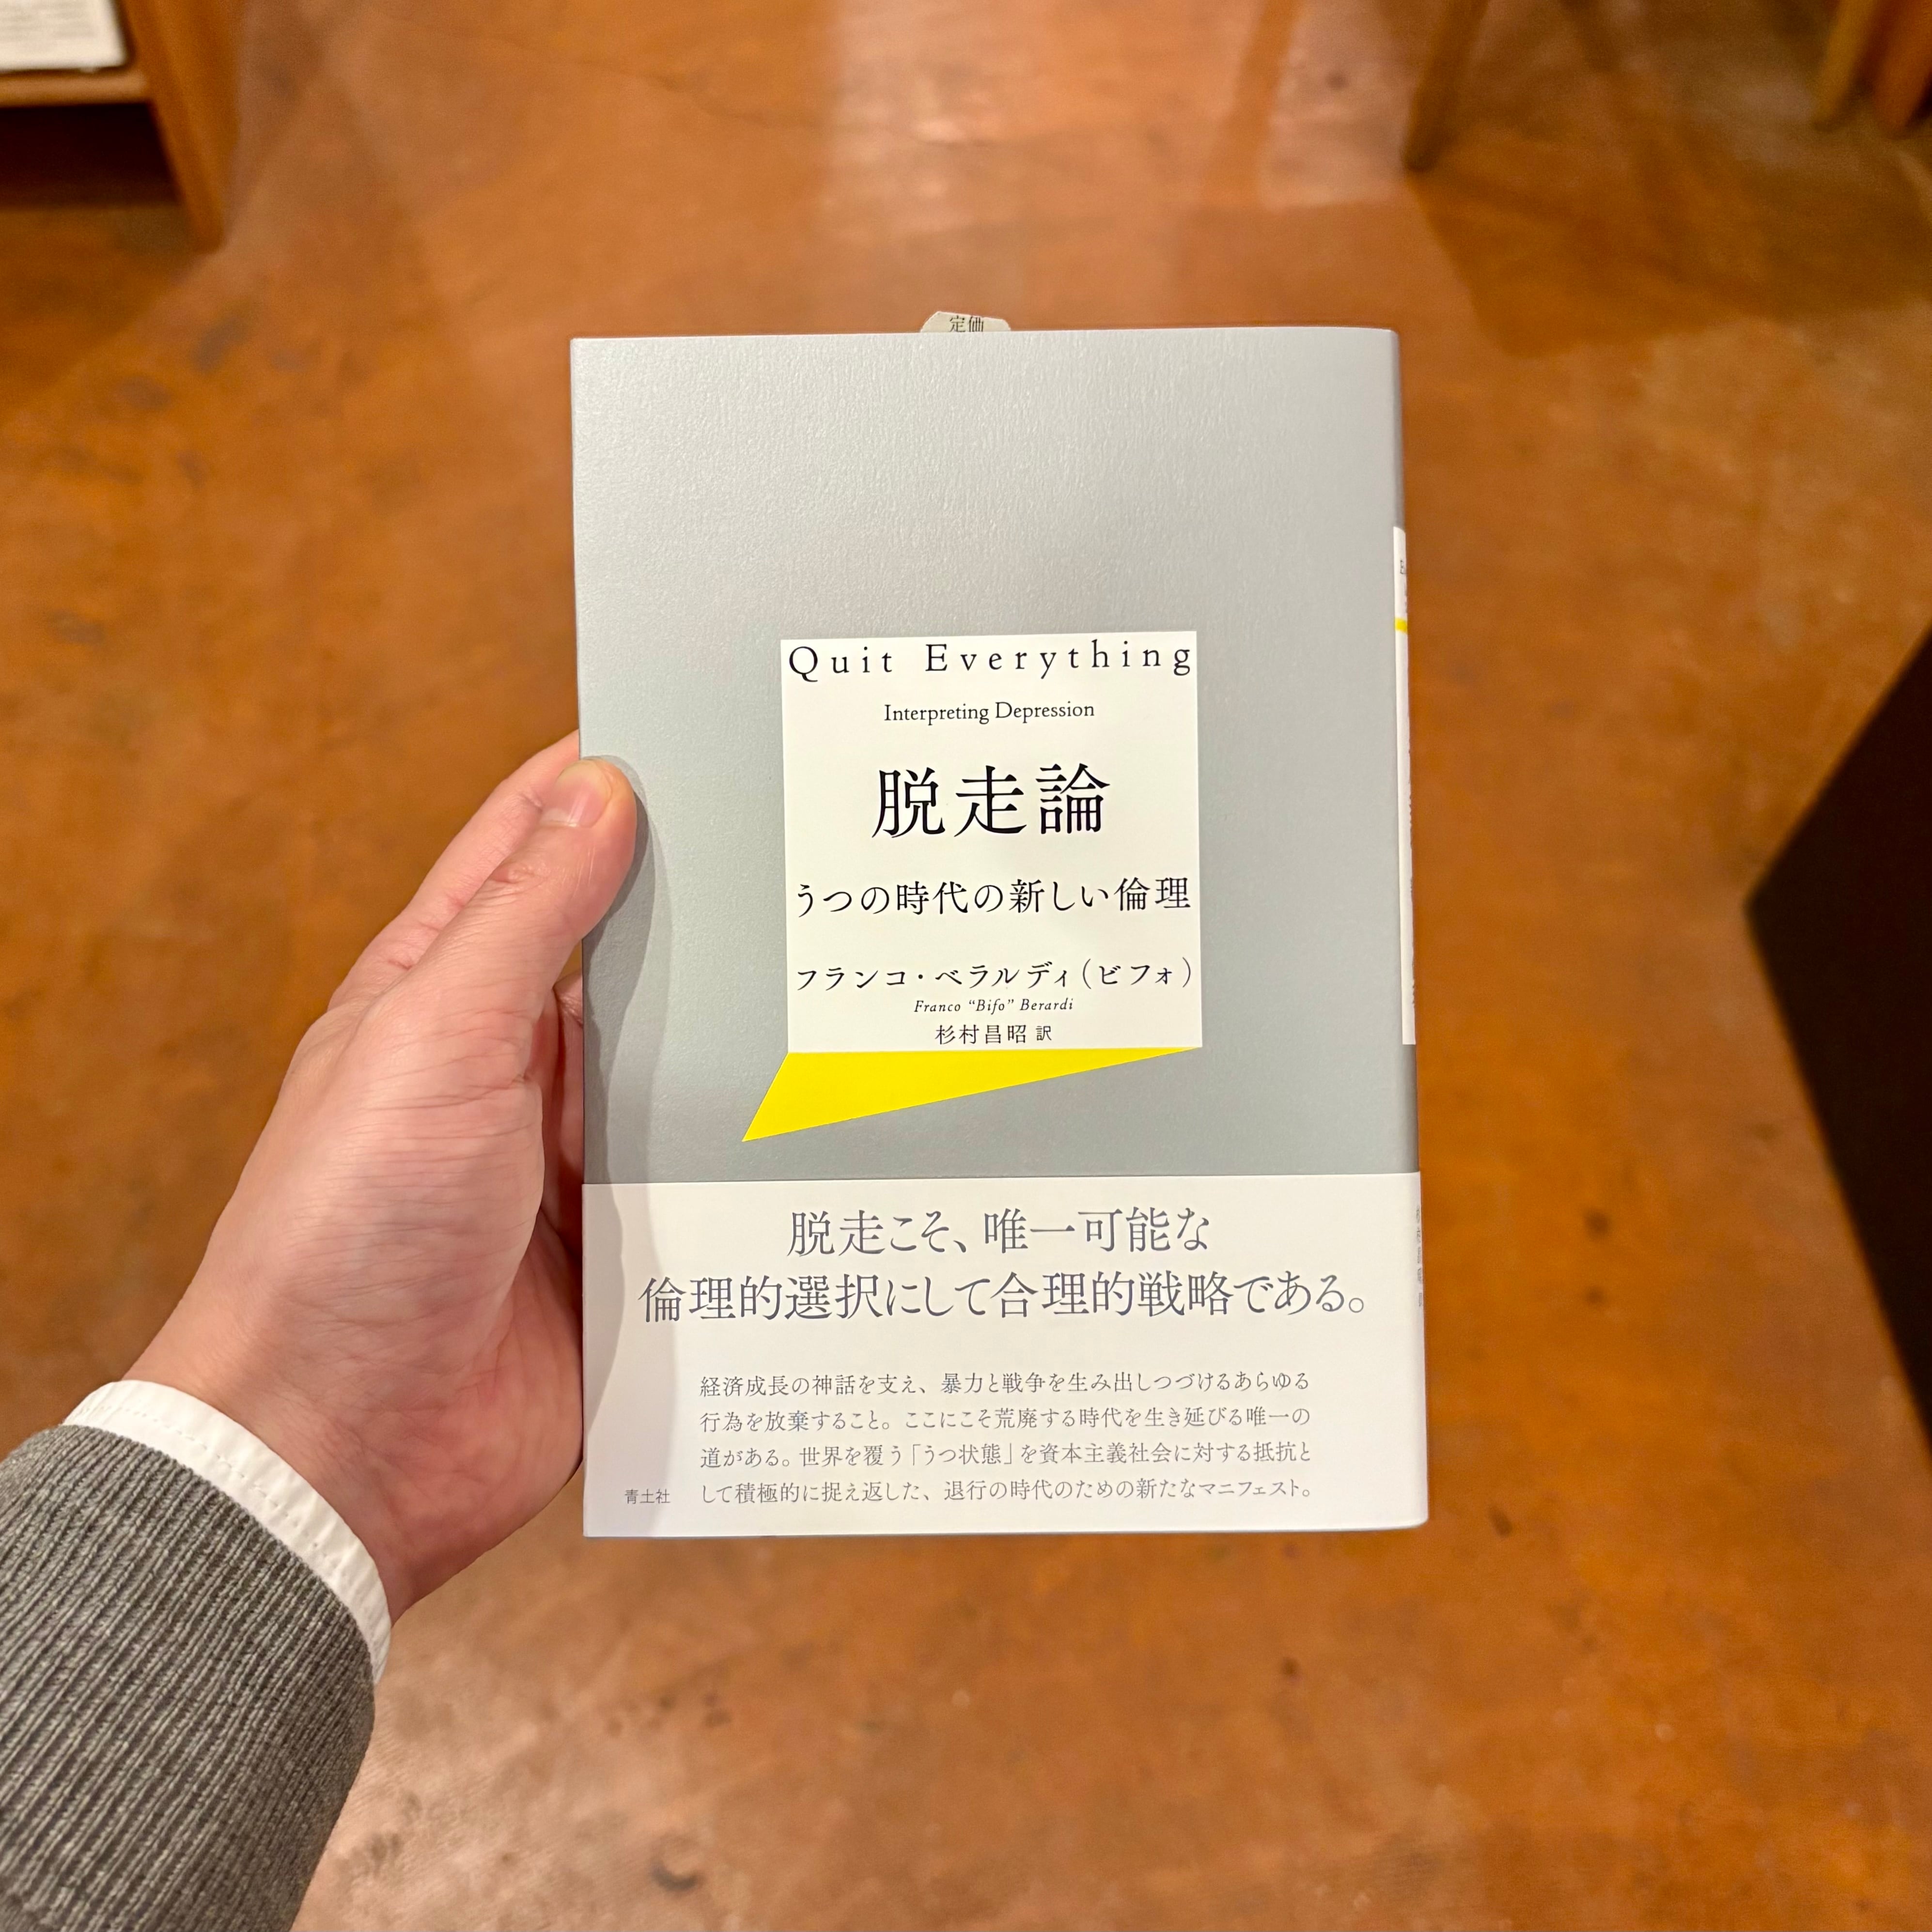 定価
Quit Everything
Interpreting Depression
脱走論
うつの時代の新しい倫理
フランコ・ベラルディ（ビフォ）
Franco “Bifo” Berardi
杉村昌昭 訳
脱走こそ、唯一可能な
倫理的選択にして合理的戦略である。
経済成長の神話を支え、暴力と戦争を生み出しつづけるあらゆる
行為を放棄すること。ここにこそ荒廃する時代を生き延びる唯一の
道がある。世界を覆う「うつ状態」を資本主義社会に対する抵抗と
して積極的に捉え返した、退行の時代のための新たなマニフェスト。
青土社